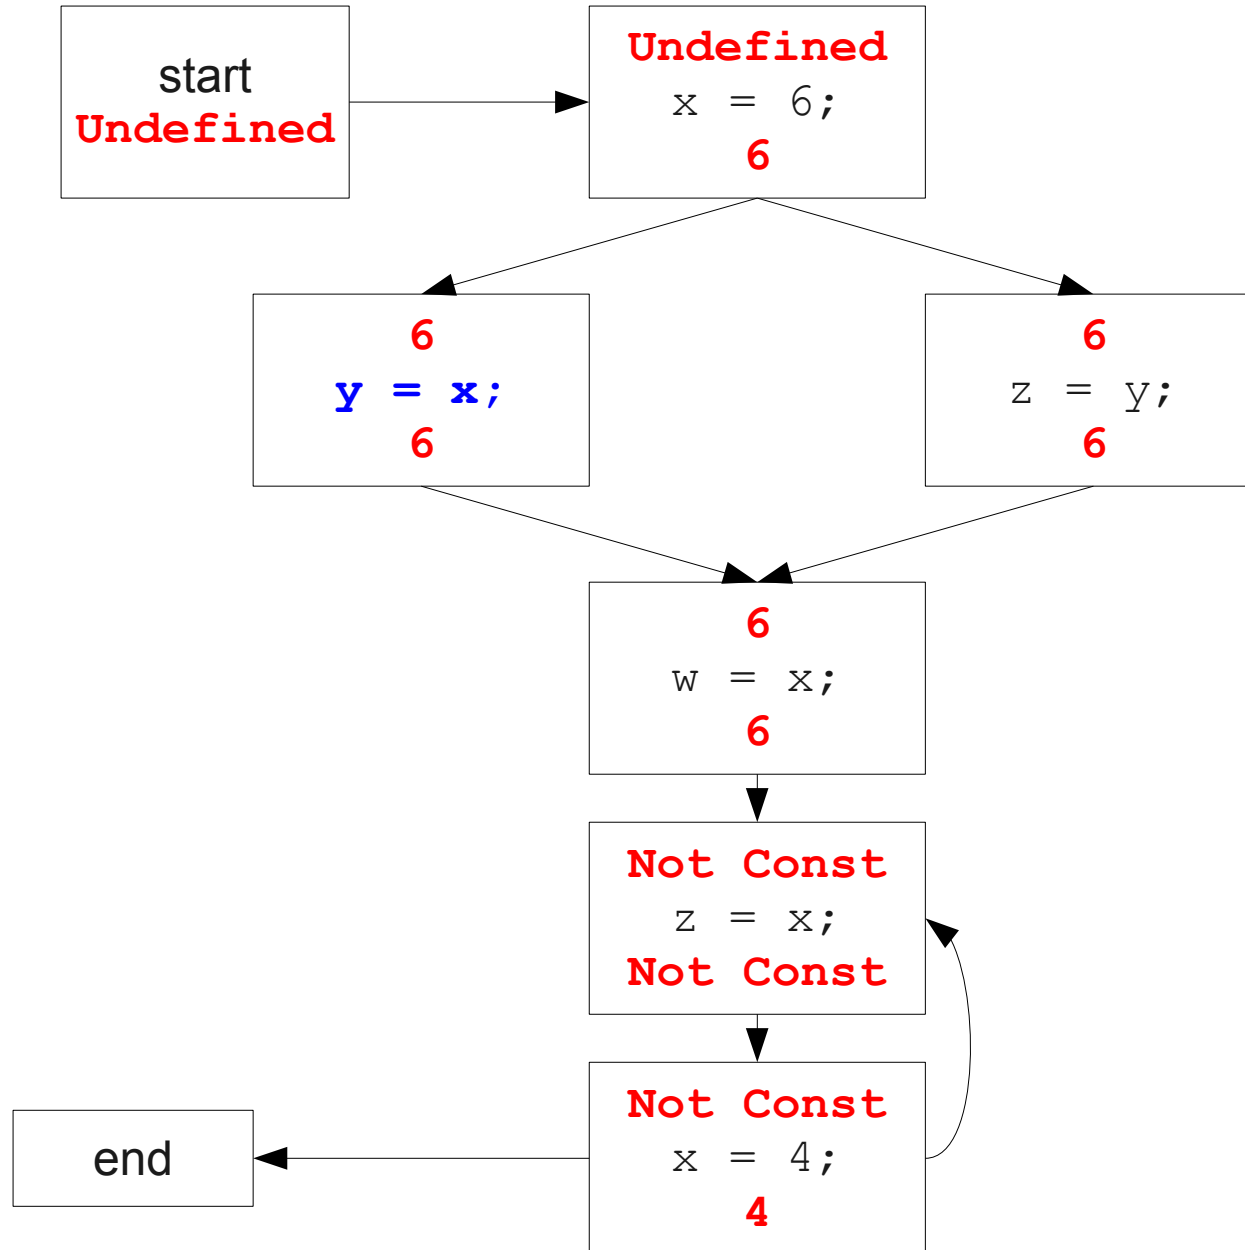 start
Undefined
Undefined
x = 6;
6
6
y = x;
6
6
z = y;
6
6
w = x;
6
Not Const
z = x;
Not Const
Not Const
x = 4;
4
end